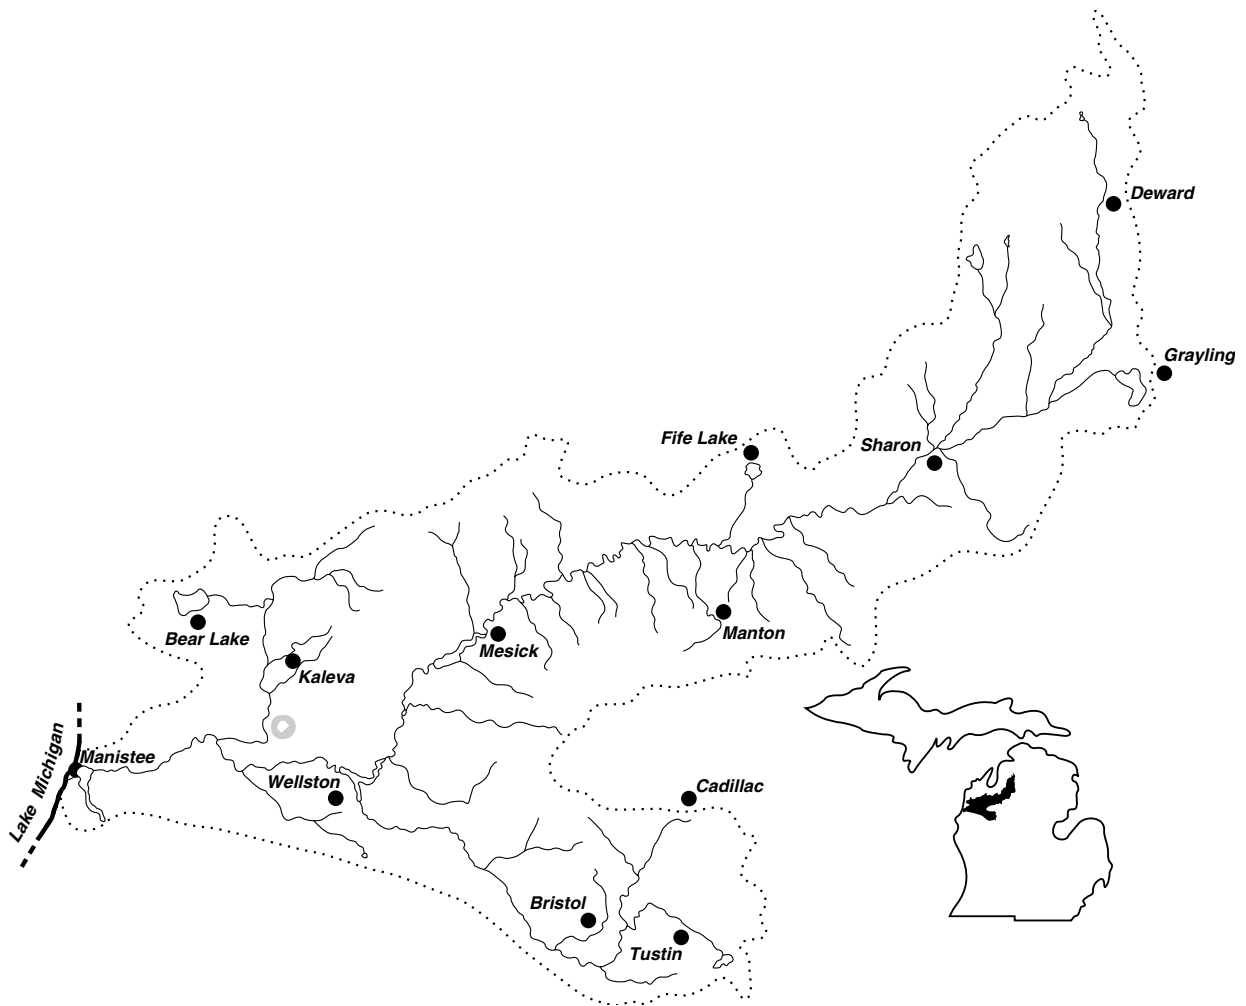 Deward
Grayling
Fife Lake
Sharon
Bear Lake
Manton
Mesick
Kaleva
Lake Michigan
Manistee
Wellston
Cadillac
Bristol
Tustin